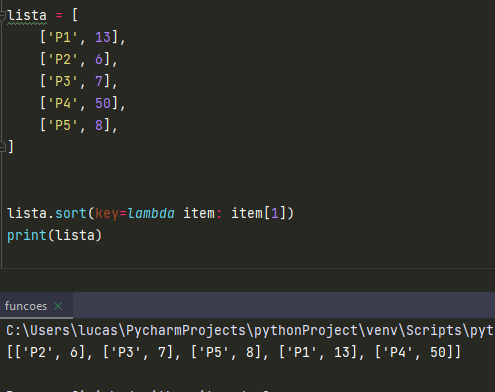 lista = [
    ['P1', 13],
    ['P2', 6],
    ['P3', 7],
    ['P4', 50],
    ['P5', 8],
]
lista.sort(key=lambda item: item[1])
print(lista)
funcoes ×
C:\Users\lucas\PycharmProjects\pythonProject\venv\Scripts\pyt
[['P2', 6], ['P3', 7], ['P5', 8], ['P1', 13], ['P4', 50]]